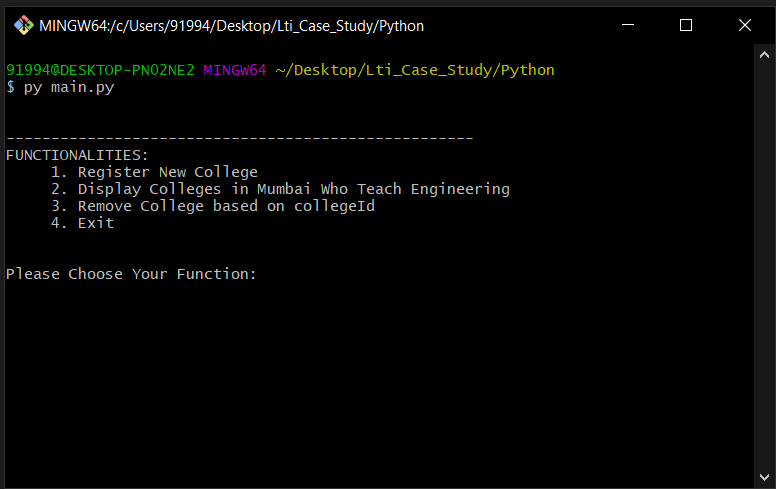 MINGW64:/c/Users/91994/Desktop/Lti_Case_Study/Python
91994@DESKTOP-PNO2NE2 MINGW64 ~/Desktop/Lti_Case_Study/Python
$ py main.py
----------------------------------------------------
FUNCTIONALITIES:
1. Register New College
2. Display Colleges in Mumbai Who Teach Engineering
3. Remove College based on collegeId
4. Exit
Please Choose Your Function: